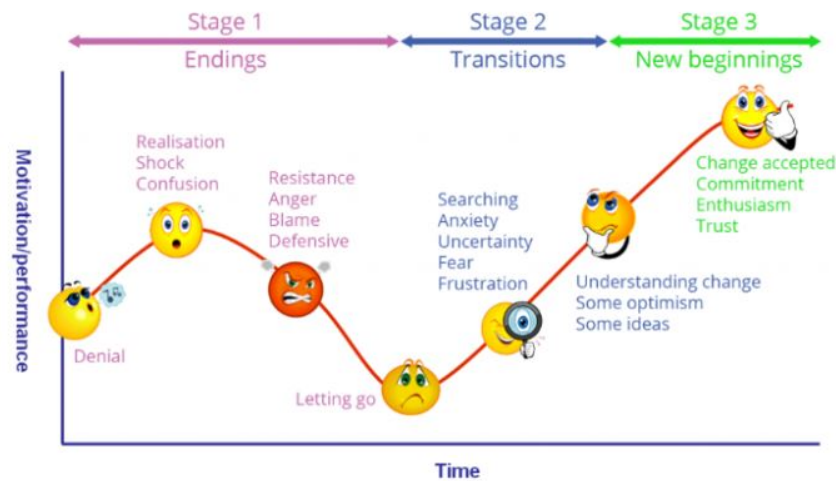 Stage 1
Endings
Stage 2
Transitions
Stage 3
New beginnings
Motivation/performance
Denial
Realisation
Shock
Confusion
Resistance
Anger
Blame
Defensive
Letting go
Searching
Anxiety
Uncertainty
Fear
Frustration
Understanding change
Some optimism
Some ideas
Change accepted
Commitment
Enthusiasm
Trust
Time